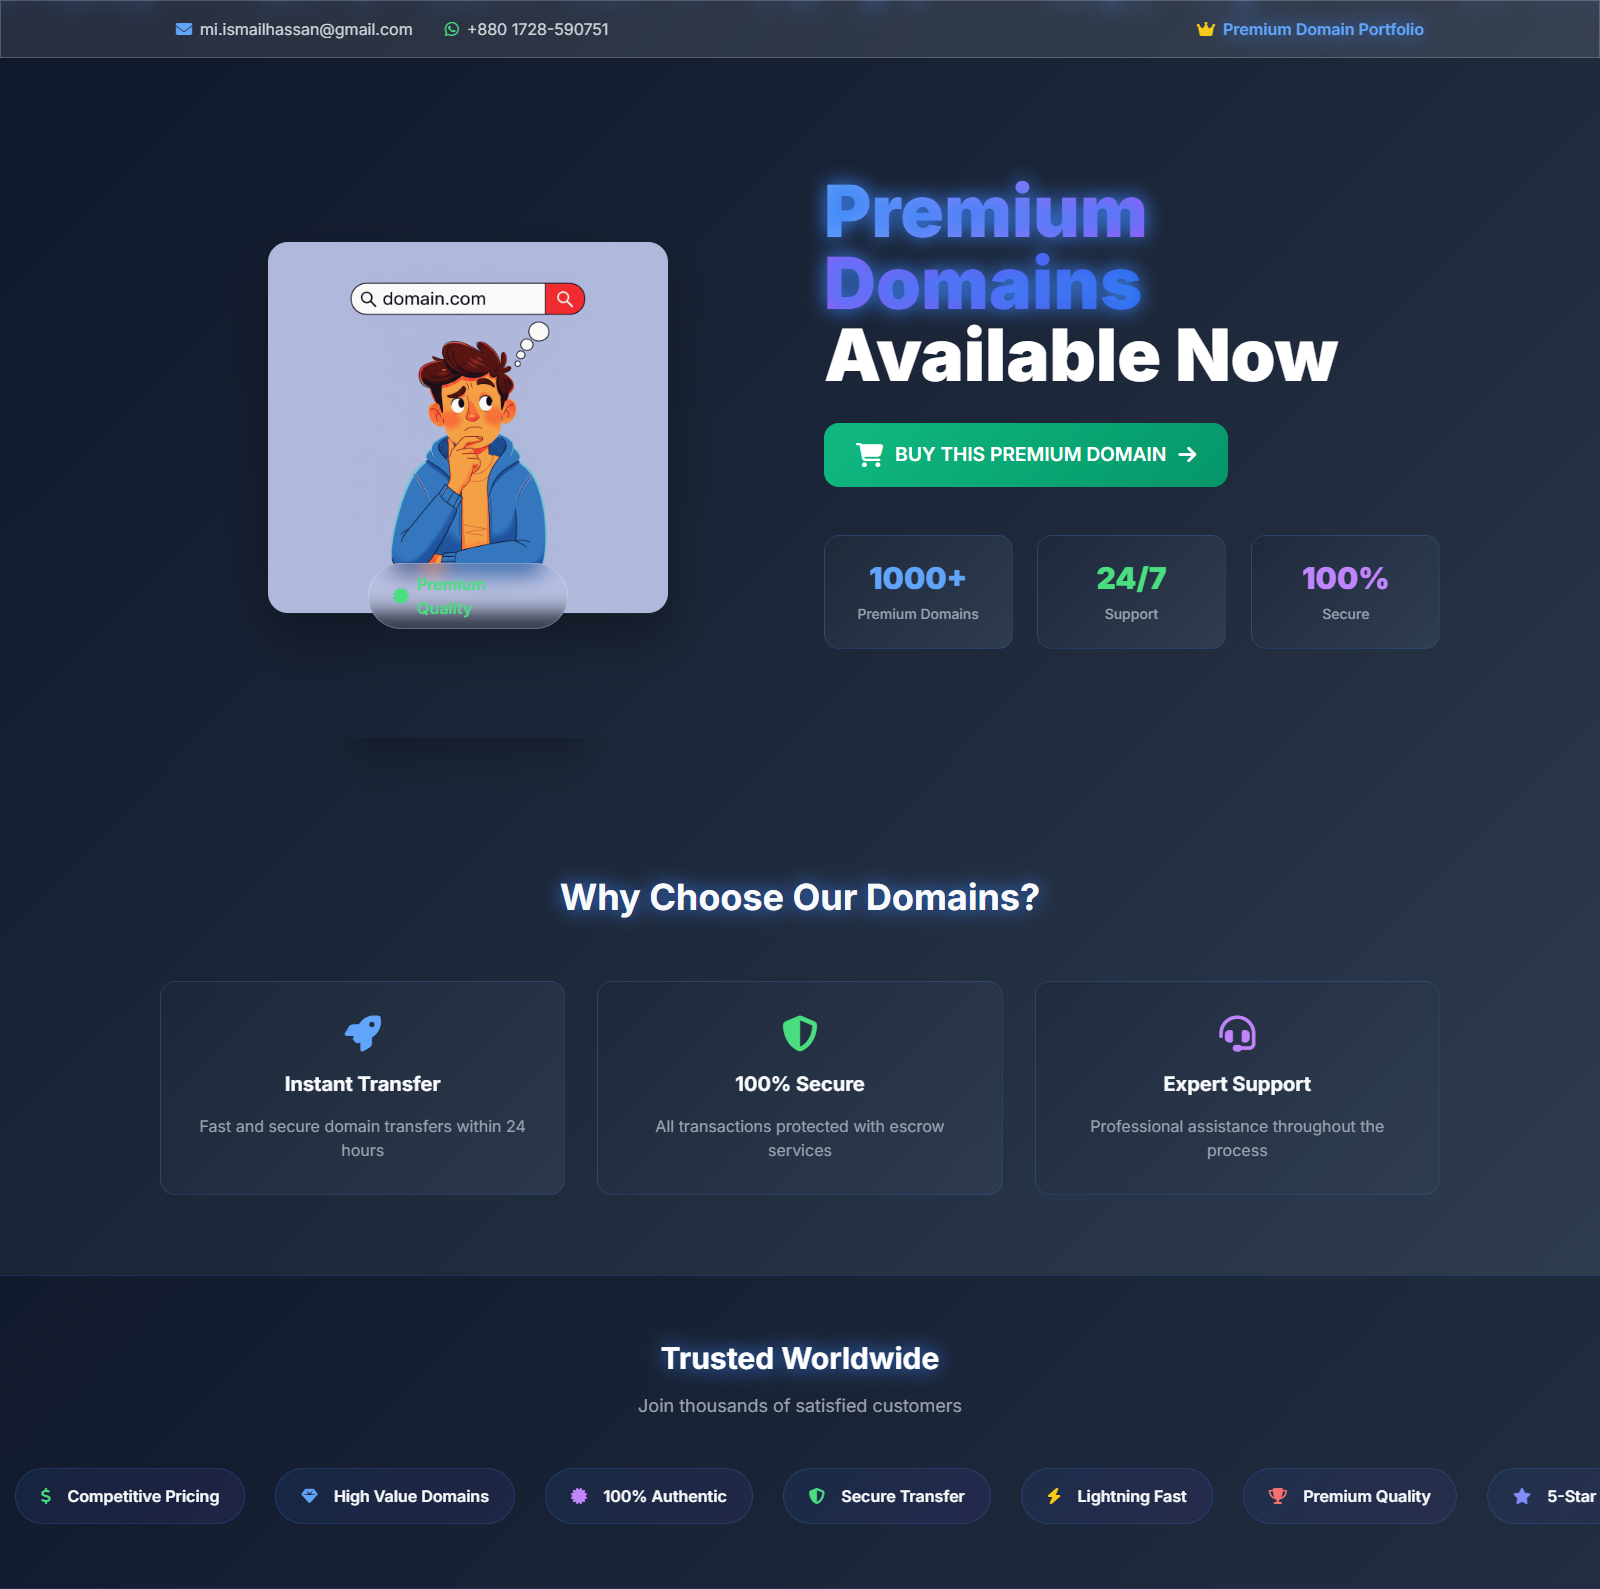 mi.ismailhassan@gmail.com
+880 1728-590751
Premium Domain Portfolio
domain.com
Premium
Quality
Premium
Domains
Available Now
BUY THIS PREMIUM DOMAIN
1000+
Premium Domains
24/7
Support
100%
Secure
Why Choose Our Domains?
Instant Transfer
Fast and secure domain transfers within 24
hours
100% Secure
All transactions protected with escrow
services
Expert Support
Professional assistance throughout the
process
Trusted Worldwide
Join thousands of satisfied customers
Competitive Pricing
High Value Domains
100% Authentic
Secure Transfer
Lightning Fast
Premium Quality
5-Star